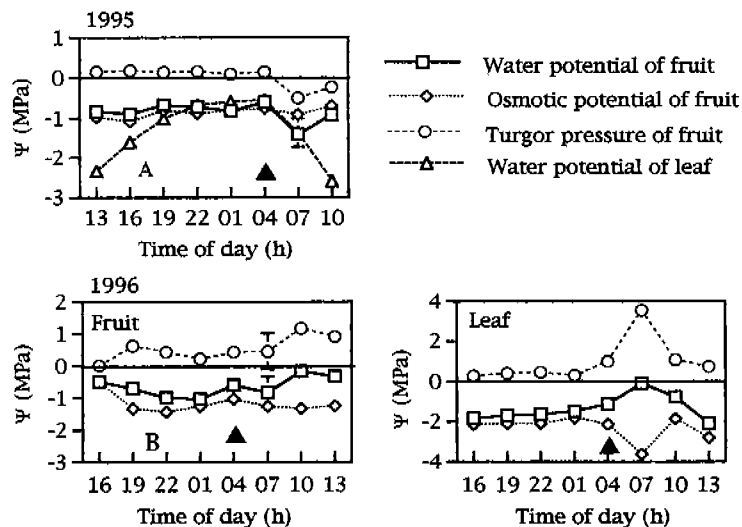 1995
1
0
-1
-2
-3
Ψ (MPa)
A
13 16 19 22 01 04 07 10
Time of day (h)
Water potential of fruit
Osmotic potential of fruit
Turgor pressure of fruit
Water potential of leaf
1996
2
1
0
-1
-2
-3
Ψ (MPa)
Fruit
B
16 19 22 01 04 07 10 13
Time of day (h)
4
2
0
-2
-4
Ψ (MPa)
Leaf
16 19 22 01 04 07 10 13
Time of day (h)